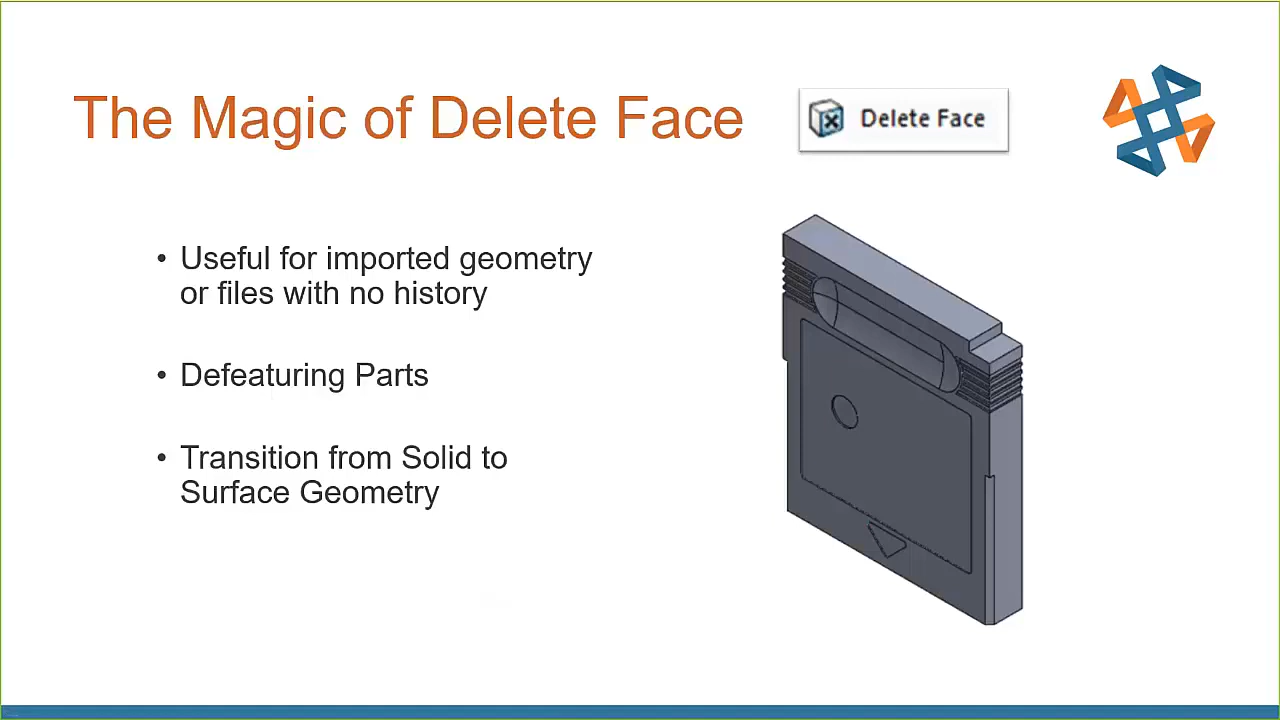 The Magic of Delete Face
Delete Face
• Useful for imported geometry
or files with no history
• Defeaturing Parts
• Transition from Solid to
Surface Geometry